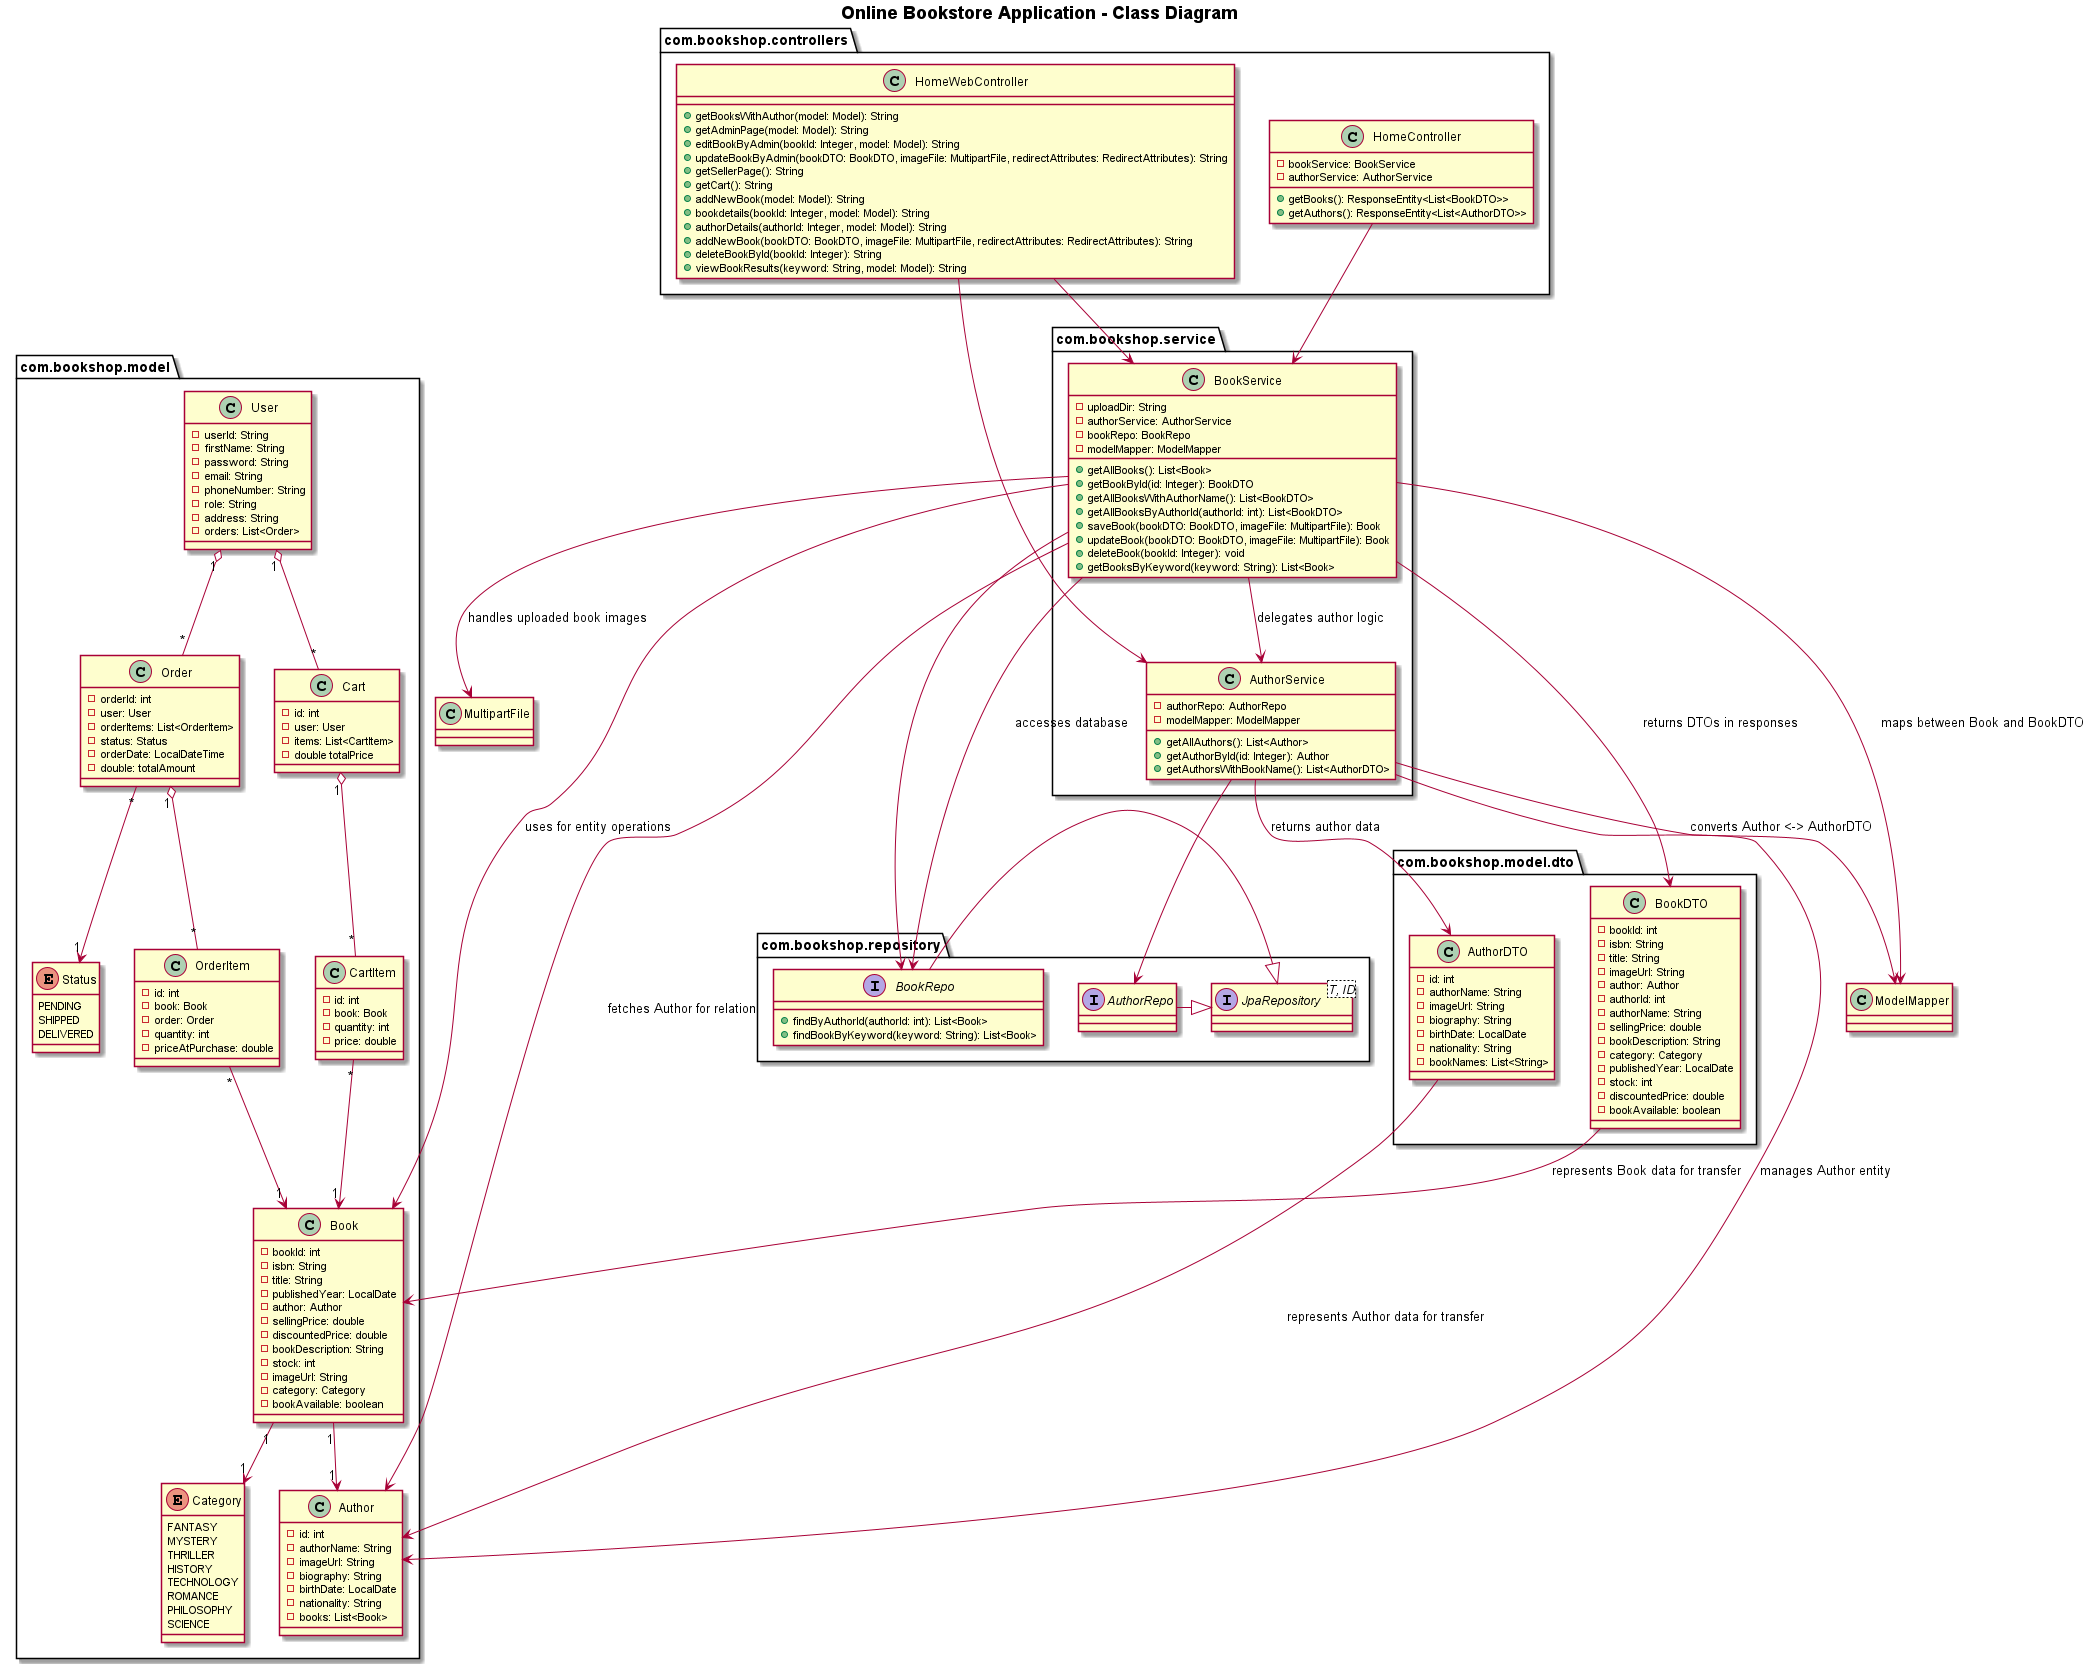 Online Bookstore Application - Class Diagram
com.bookshop.controllers
HomeWebController
getBooksWithAuthor(model: Model): String
getAdminPage(model: Model): String
editBookByAdmin(bookId: Integer, model: Model): String
updateBookByAdmin(bookDTO: BookDTO, imageFile: MultipartFile, redirectAttributes: RedirectAttributes): String
getSellerPage(): String
getCart(): String
addNewBook(model: Model): String
bookdetails(bookId: Integer, model: Model): String
authorDetails(authorId: Integer, model: Model): String
addNewBook(bookDTO: BookDTO, imageFile: MultipartFile, redirectAttributes: RedirectAttributes): String
deleteBookById(bookId: Integer): String
viewBookResults(keyword: String, model: Model): String
HomeController
bookService: BookService
authorService: AuthorService
getBooks(): ResponseEntity<List<BookDTO>>
getAuthors(): ResponseEntity<List<AuthorDTO>>
com.bookshop.service
BookService
uploadDir: String
authorService: AuthorService
bookRepo: BookRepo
modelMapper: ModelMapper
getAllBooks(): List<Book>
getBookById(id: Integer): BookDTO
getAllBooksWithAuthorName(): List<BookDTO>
getAllBooksByAuthorId(authorId: int): List<BookDTO>
saveBook(bookDTO: BookDTO, imageFile: MultipartFile): Book
updateBook(bookDTO: BookDTO, imageFile: MultipartFile): Book
deleteBook(bookId: Integer): void
getBooksByKeyword(keyword: String): List<Book>
com.bookshop.model
User
userId: String
firstName: String
password: String
email: String
phoneNumber: String
role: String
address: String
orders: List<Order>
1
1
handles uploaded book images
delegates author logic
*
*
Order
orderId: int
user: User
orderItems: List<OrderItem>
status: Status
orderDate: LocalDateTime
double: totalAmount
Cart
id: int
user: User
items: List<CartItem>
double totalPrice
MultipartFile
accesses database
AuthorService
authorRepo: AuthorRepo
modelMapper: ModelMapper
getAllAuthors(): List<Author>
getAuthorById(id: Integer): Author
getAuthorsWithBookName(): List<AuthorDTO>
returns DTOs in responses
maps between Book and BookDTO
*
1
1
uses for entity operations
returns author data
converts Author <-> AuthorDTO
1
*
*
Status
PENDING
SHIPPED
DELIVERED
OrderItem
id: int
book: Book
order: Order
quantity: int
priceAtPurchase: double
CartItem
id: int
book: Book
quantity: int
price: double
fetches Author for relation
com.bookshop.repository
BookRepo
findByAuthorId(authorId: int): List<Book>
findBookByKeyword(keyword: String): List<Book>
AuthorRepo
JpaRepository
T, ID
com.bookshop.model.dto
AuthorDTO
id: int
authorName: String
imageUrl: String
biography: String
birthDate: LocalDate
nationality: String
bookNames: List<String>
BookDTO
bookId: int
isbn: String
title: String
imageUrl: String
author: Author
authorId: int
authorName: String
sellingPrice: double
bookDescription: String
category: Category
publishedYear: LocalDate
stock: int
discountedPrice: double
bookAvailable: boolean
ModelMapper
*
*
1
1
represents Book data for transfer
manages Author entity
Book
bookId: int
isbn: String
title: String
publishedYear: LocalDate
author: Author
sellingPrice: double
discountedPrice: double
bookDescription: String
stock: int
imageUrl: String
category: Category
bookAvailable: boolean
represents Author data for transfer
1
1
1
1
Category
FANTASY
MYSTERY
THRILLER
HISTORY
TECHNOLOGY
ROMANCE
PHILOSOPHY
SCIENCE
Author
id: int
authorName: String
imageUrl: String
biography: String
birthDate: LocalDate
nationality: String
books: List<Book>